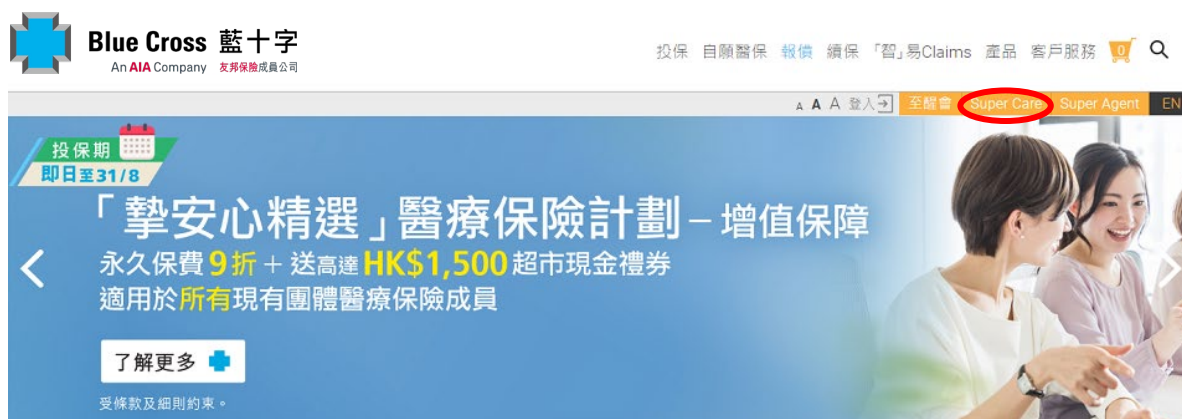 Blue Cross 藍十字
An AIA Company 友邦保險成員公司
投保 自願醫保 報價 續保 「智」易Claims 產品 客戶服務 0
A A A 登入 至醒會 Super Care Super Agent EN
投保期
即日至31/8
「摯安心精選」醫療保險計劃 – 增值保障
永久保費9折 + 送高達HK$1,500超市現金禮券
適用於所有現有團體醫療保險成員
了解更多
受條款及細則約束。